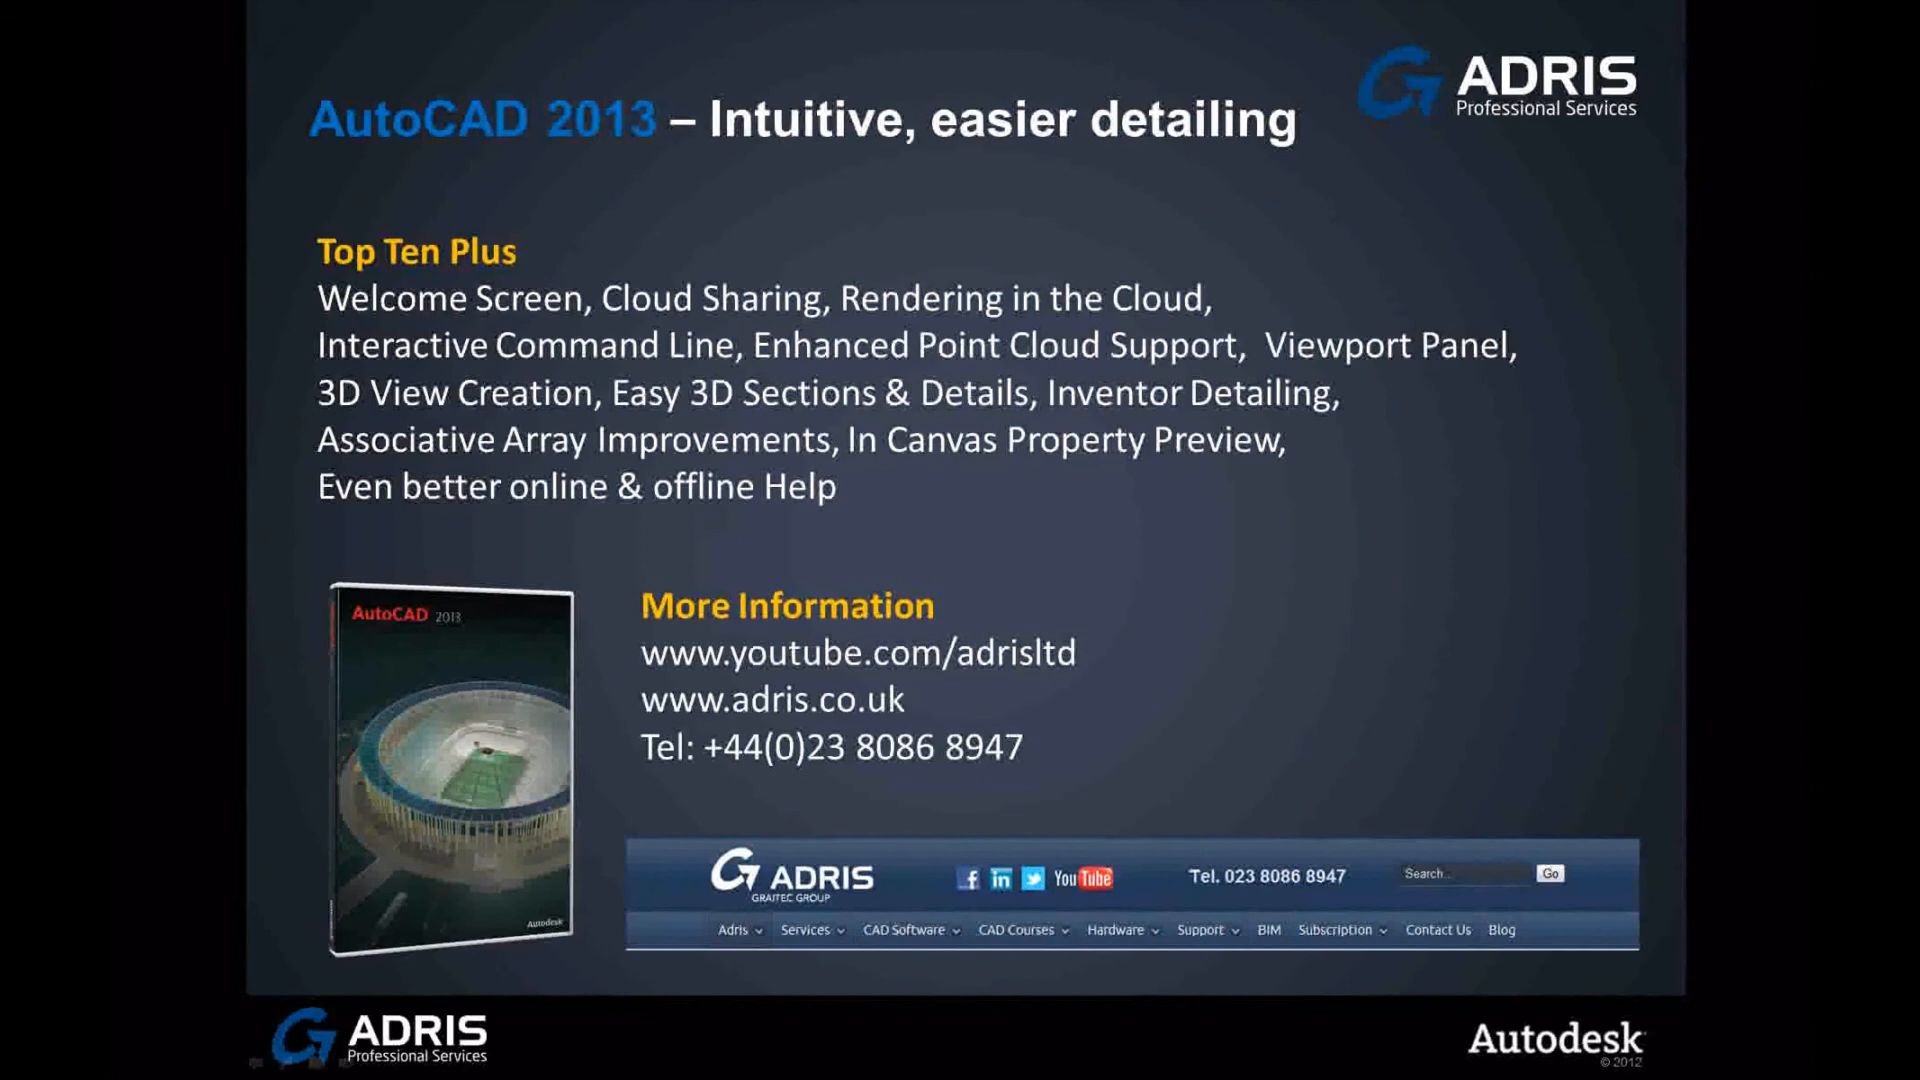 ADRIS
Professional Services
AutoCAD 2013 – Intuitive, easier detailing
Top Ten Plus
Welcome Screen, Cloud Sharing, Rendering in the Cloud,
Interactive Command Line, Enhanced Point Cloud Support, Viewport Panel,
3D View Creation, Easy 3D Sections & Details, Inventor Detailing,
Associative Array Improvements, In Canvas Property Preview,
Even better online & offline Help
AutoCAD 2013
Autodesk
More Information
www.youtube.com/adrisltd
www.adris.co.uk
Tel: +44(0)23 8086 8947
ADRIS
GRAITEC GROUP
f in YouTube Tel. 023 8086 8947 Search... Go
Adris Services CAD Software CAD Courses Hardware Support BIM Subscription Contact Us Blog
ADRIS
Professional Services
Autodesk
© 2012